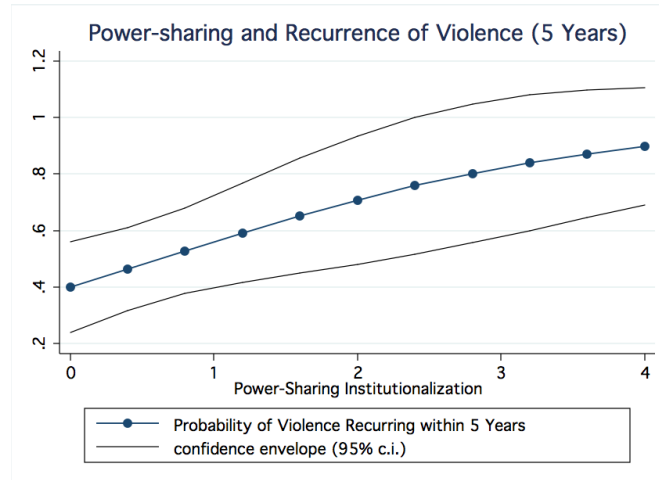 Power-sharing and Recurrence of Violence (5 Years)
1.2
1
.8
.6
.4
.2
0 1 2 3 4
Power-Sharing Institutionalization
Probability of Violence Recurring within 5 Years
confidence envelope (95% c.i.)